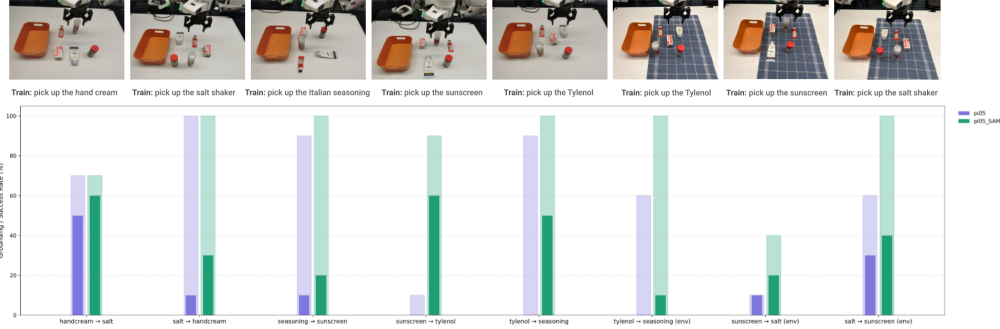 Train: pick up the hand cream
Train: pick up the salt shaker
Train: pick up the Italian seasoning
Train: pick up the sunscreen
Train: pick up the Tylenol
Train: pick up the Tylenol
Train: pick up the sunscreen
Train: pick up the salt shaker
Grounding / Success Rate (%)
100
80
60
40
20
0
pi05
pi05_SAM
handcream → salt
salt → handcream
seasoning → sunscreen
sunscreen → tylenol
tylenol → seasoning
tylenol → seasoning (env)
sunscreen → salt (env)
salt → sunscreen (env)